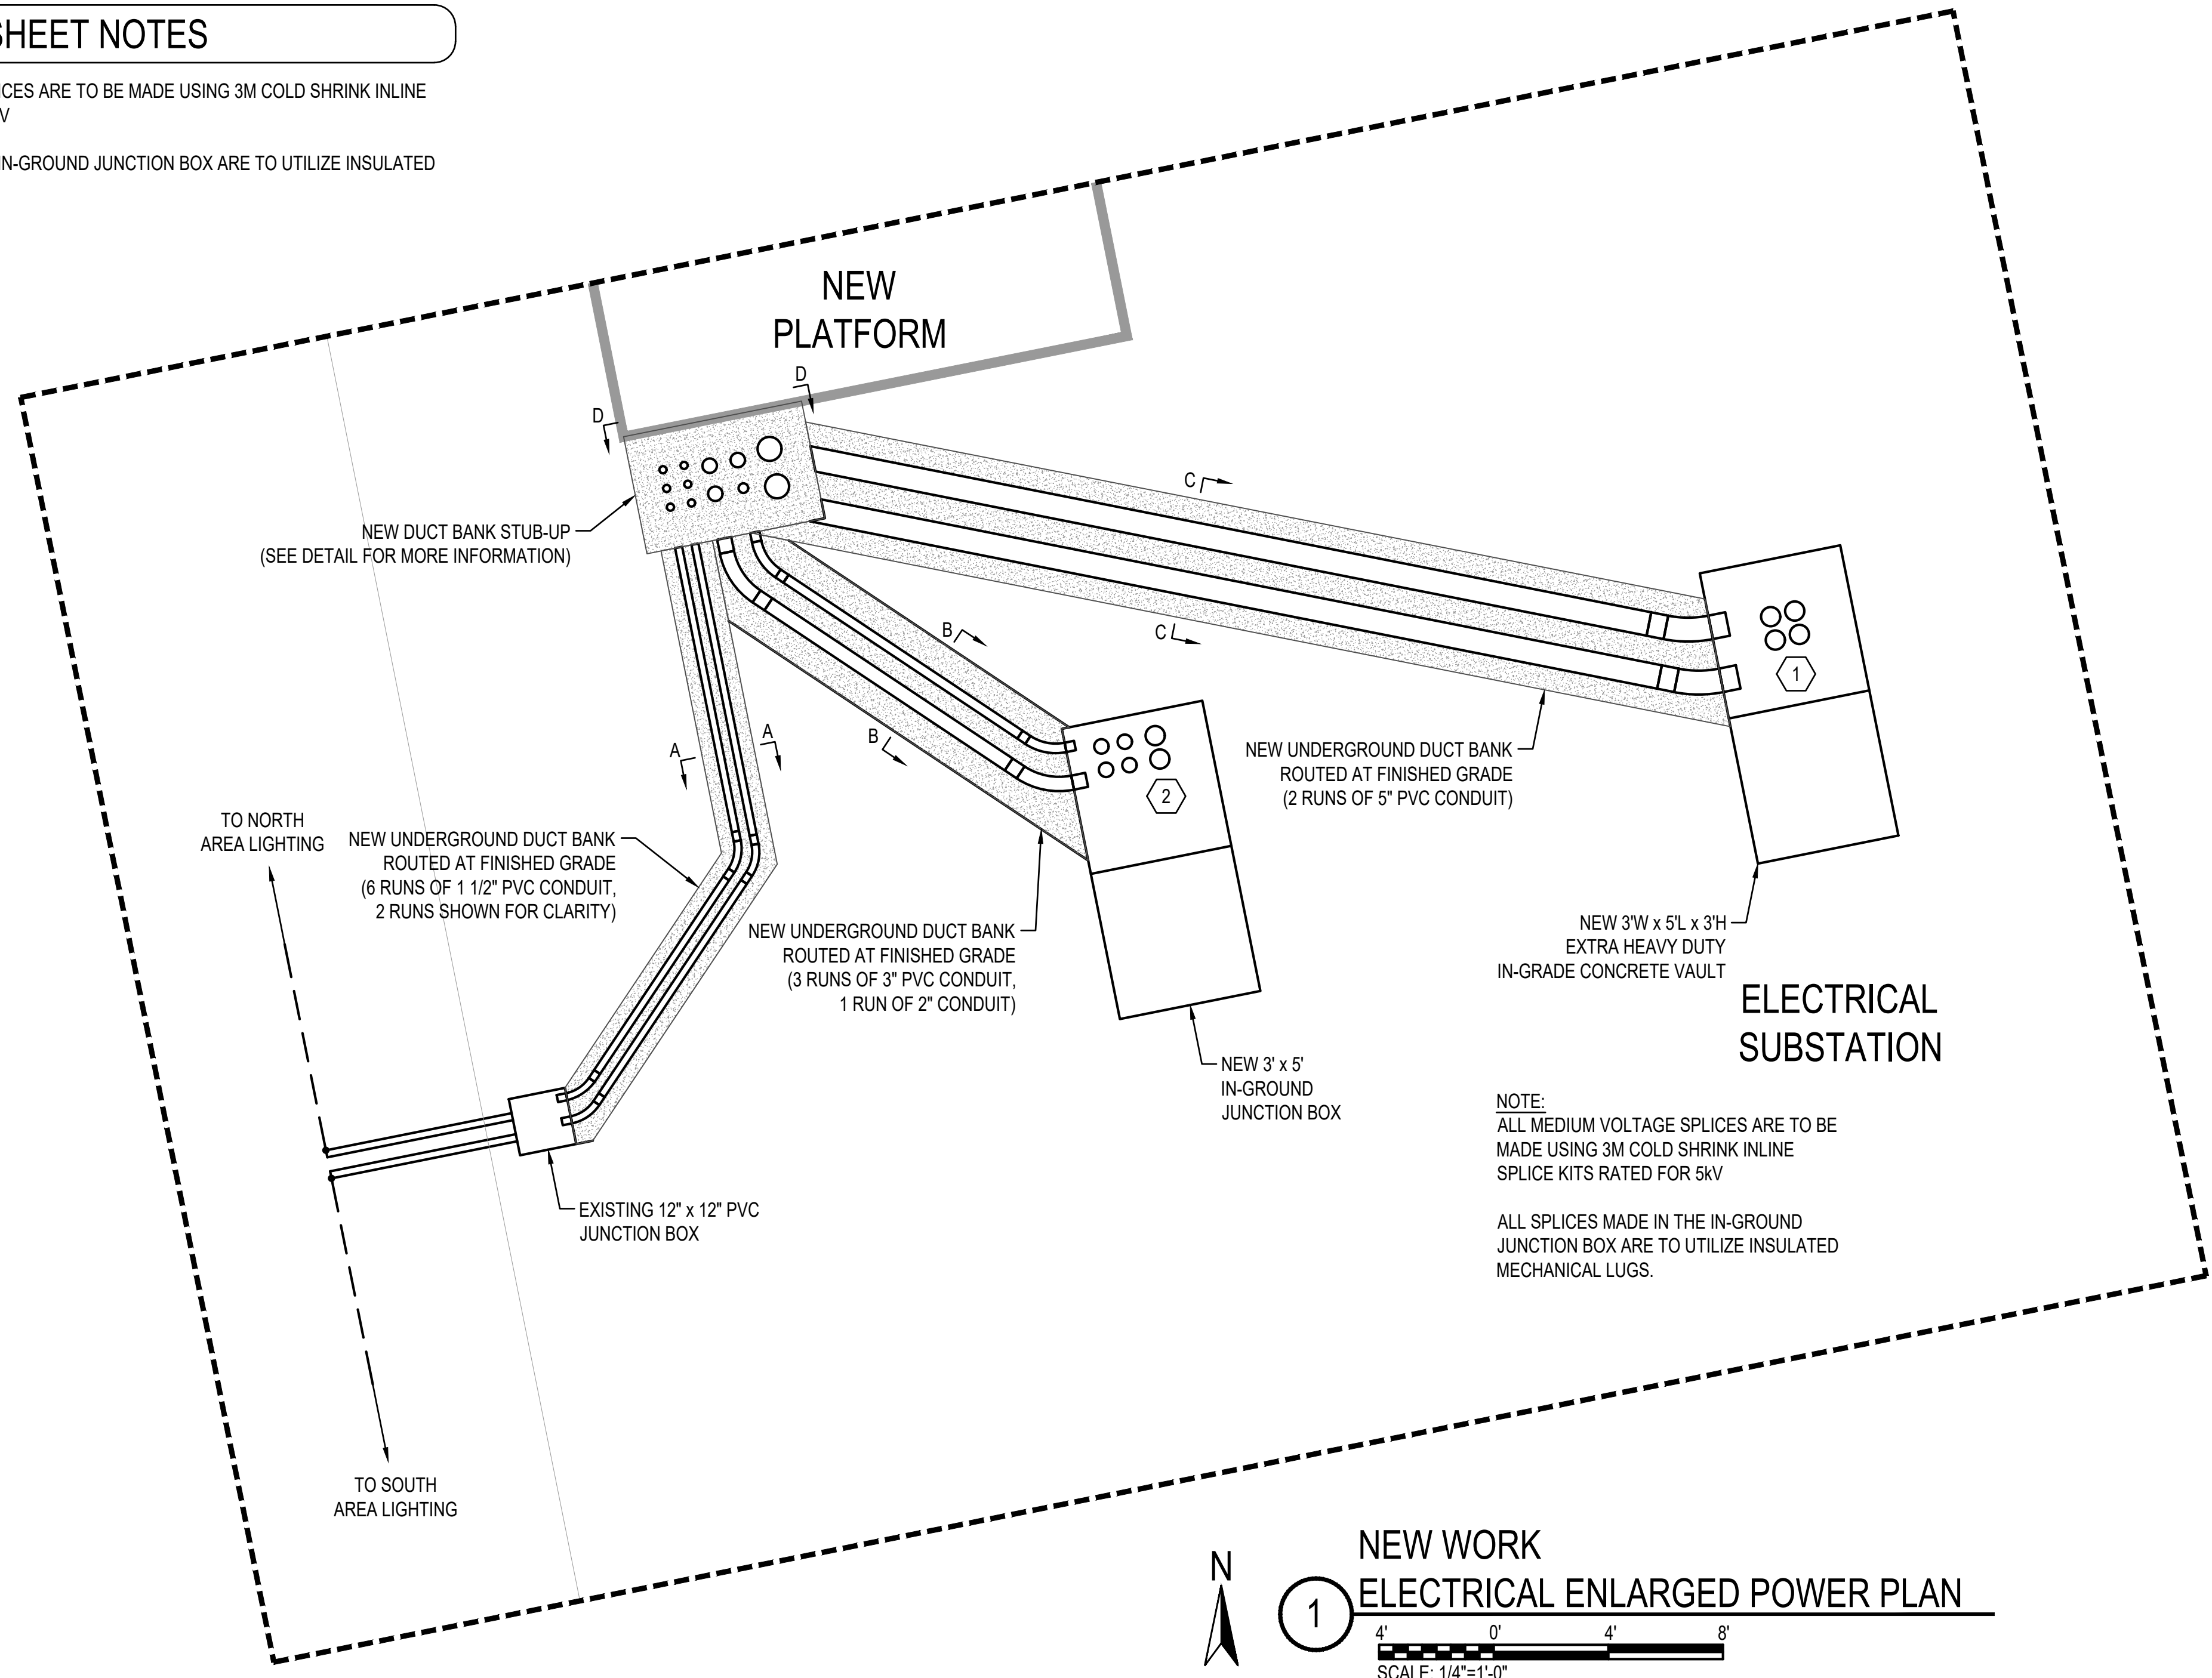 SHEET NOTES
CES ARE TO BE MADE USING 3M COLD SHRINK INLINE
V
IN-GROUND JUNCTION BOX ARE TO UTILIZE INSULATED
NEW
PLATFORM
D
D
NEW DUCT BANK STUB-UP
(SEE DETAIL FOR MORE INFORMATION)
C
C
B
B
A
A
1
2
NEW UNDERGROUND DUCT BANK
ROUTED AT FINISHED GRADE
(2 RUNS OF 5" PVC CONDUIT)
TO NORTH
AREA LIGHTING
NEW UNDERGROUND DUCT BANK
ROUTED AT FINISHED GRADE
(6 RUNS OF 1 1/2" PVC CONDUIT,
2 RUNS SHOWN FOR CLARITY)
NEW UNDERGROUND DUCT BANK
ROUTED AT FINISHED GRADE
(3 RUNS OF 3" PVC CONDUIT,
1 RUN OF 2" CONDUIT)
NEW 3'W x 5'L x 3'H
EXTRA HEAVY DUTY
IN-GRADE CONCRETE VAULT
ELECTRICAL
SUBSTATION
NEW 3' x 5'
IN-GROUND
JUNCTION BOX
NOTE:
ALL MEDIUM VOLTAGE SPLICES ARE TO BE
MADE USING 3M COLD SHRINK INLINE
SPLICE KITS RATED FOR 5kV
ALL SPLICES MADE IN THE IN-GROUND
JUNCTION BOX ARE TO UTILIZE INSULATED
MECHANICAL LUGS.
EXISTING 12" x 12" PVC
JUNCTION BOX
TO SOUTH
AREA LIGHTING
N
1
NEW WORK
ELECTRICAL ENLARGED POWER PLAN
4' 0' 4' 8'
SCALE: 1/4"=1'-0"